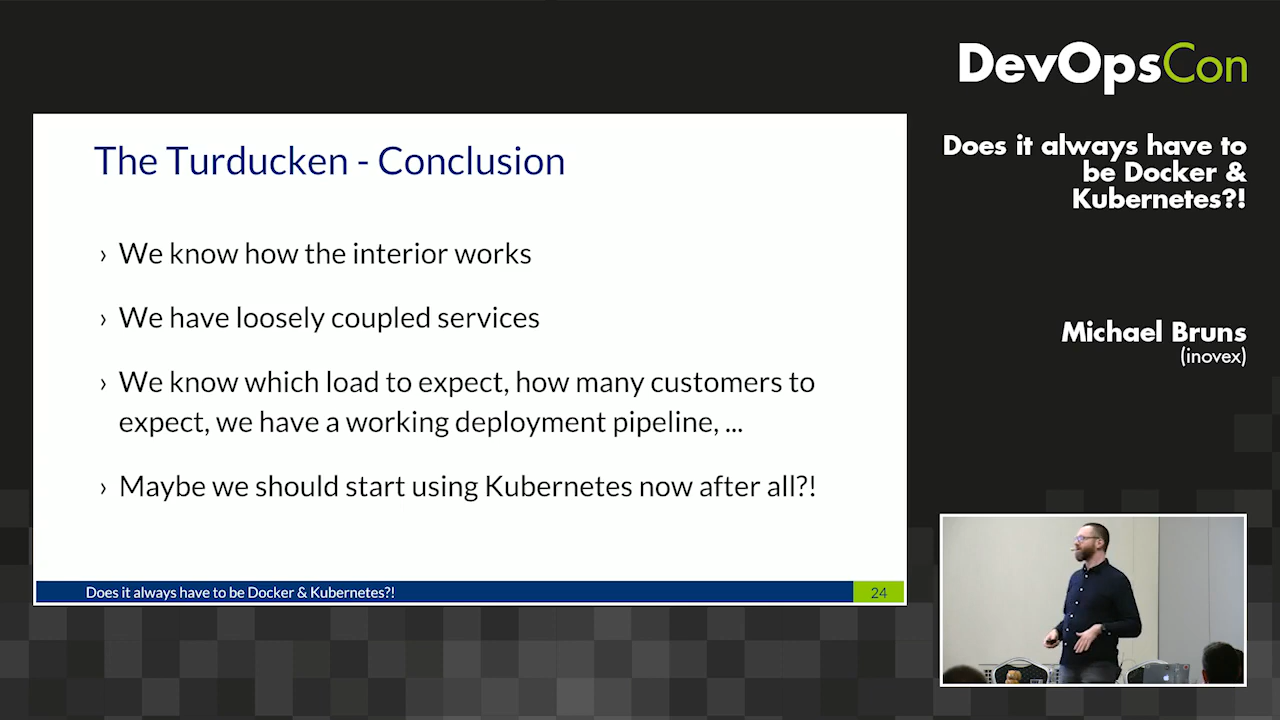 DevOpsCon
Does it always have to
be Docker &
Kubernetes?!
Michael Bruns
(inovex)
The Turducken - Conclusion
› We know how the interior works
› We have loosely coupled services
› We know which load to expect, how many customers to
expect, we have a working deployment pipeline, ...
› Maybe we should start using Kubernetes now after all?!
Does it always have to be Docker & Kubernetes?!
24